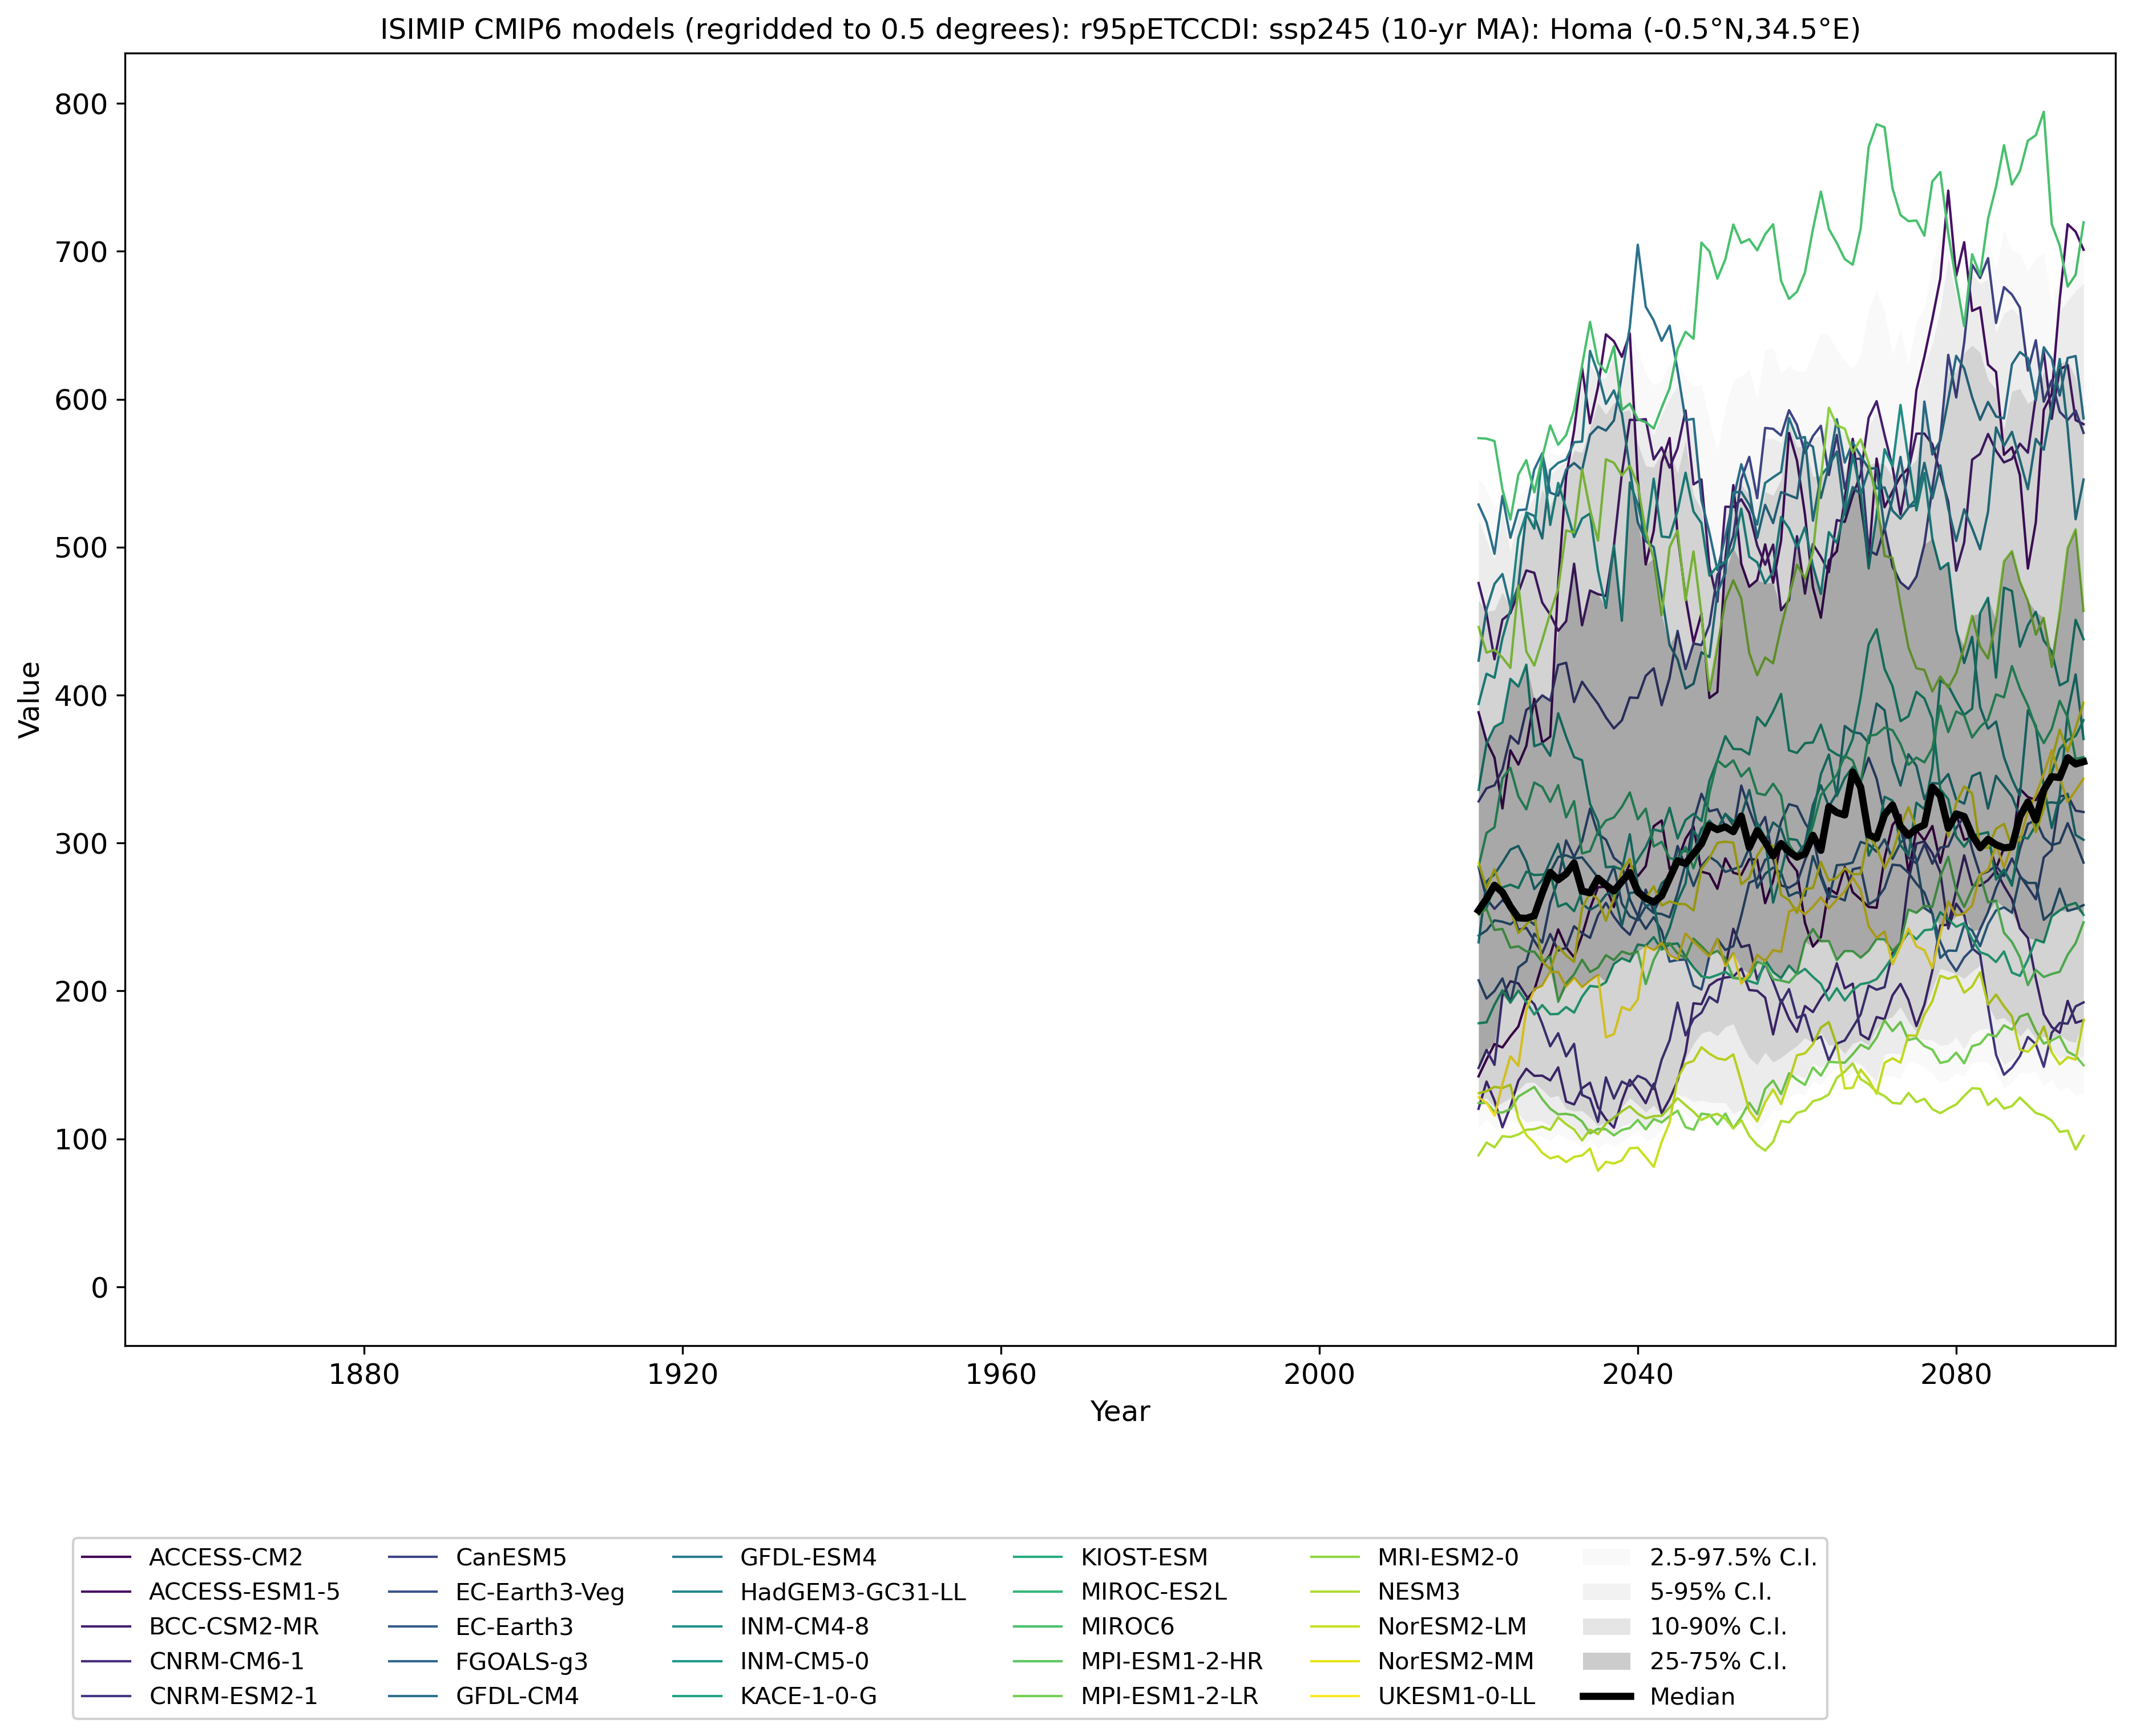 ISIMIP CMIP6 models (regridded to 0.5 degrees): r95pETCCDI: ssp245 (10-yr MA): Homa (-0.5°N,34.5°E)
800
700
600
500
400
300
200
100
0
Value
1880 1920 1960 2000 2040 2080
Year
ACCESS-CM2 CanESM5 GFDL-ESM4 KIOST-ESM MRI-ESM2-0 2.5-97.5% C.I.
ACCESS-ESM1-5 EC-Earth3-Veg HadGEM3-GC31-LL MIROC-ES2L NESM3 5-95% C.I.
BCC-CSM2-MR EC-Earth3 INM-CM4-8 MIROC6 NorESM2-LM 10-90% C.I.
CNRM-CM6-1 FGOALS-g3 INM-CM5-0 MPI-ESM1-2-HR NorESM2-MM 25-75% C.I.
CNRM-ESM2-1 GFDL-CM4 KACE-1-0-G MPI-ESM1-2-LR UKESM1-0-LL Median